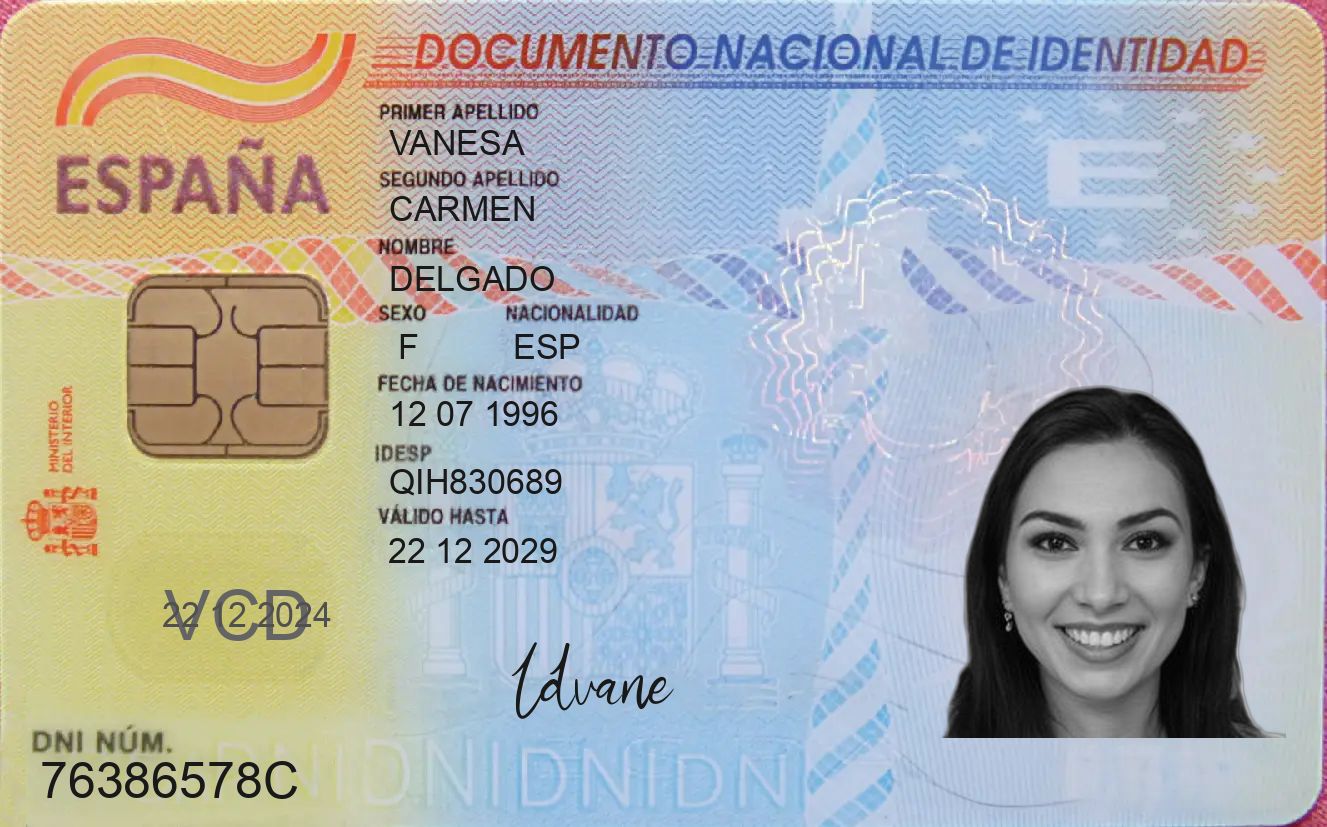 DOCUMENTO NACIONAL DE IDENTIDAD
ESPAÑA
PRIMER APELLIDO
VANESA
SEGUNDO APELLIDO
CARMEN
NOMBRE
DELGADO
SEXO NACIONALIDAD
F ESP
FECHA DE NACIMIENTO
12 07 1996
IDESP
QIH830689
VÁLIDO HASTA
22 12 2029
MINISTERIO
DEL INTERIOR
E
22 12 2024
VCD
DNI NÚM.
76386578C
DNIDNIDNIDNI